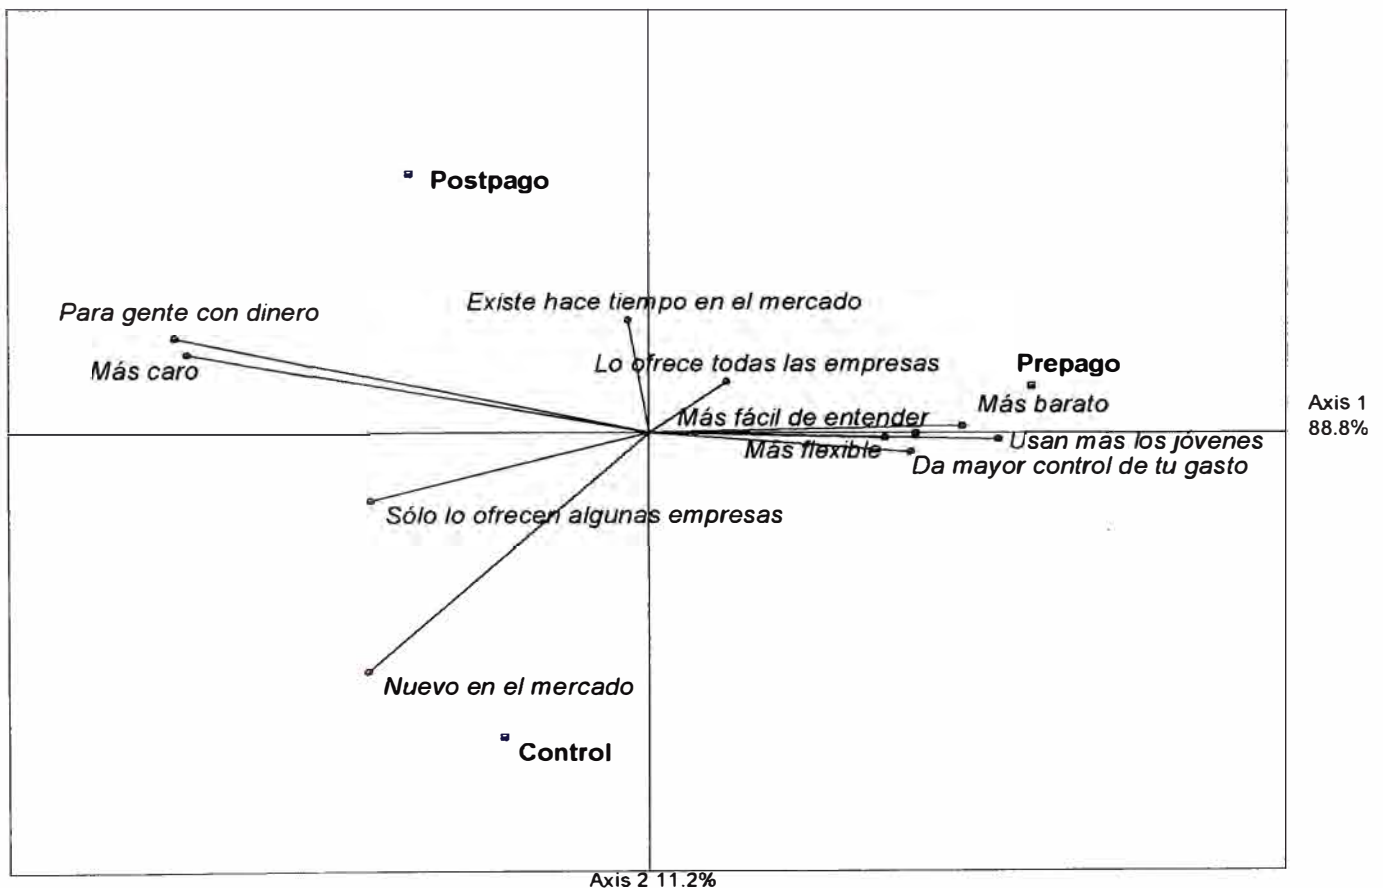 Postpago
Existe hace tiempo en el mercado
Para gente con dinero
Lo ofrece todas las empresas
Prepago
Más caro
Más barato
Axis 1
88.8%
Más fácil de entender
Usan más los jóvenes
Más flexible
Da mayor control de tu gasto
Sólo lo ofrecen algunas empresas
Nuevo en el mercado
Control
Axis 2 11.2%